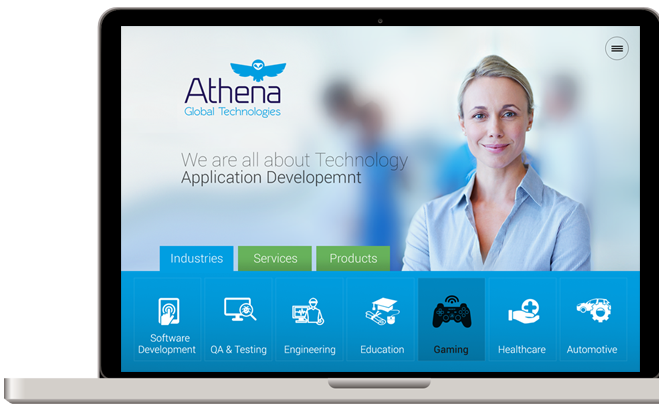 Athena
Global Technologies
We are all about Technology
Application Developemnt
Industries
Services
Products
Software
Development
QA & Testing
Engineering
Education
Gaming
Healthcare
Automotive